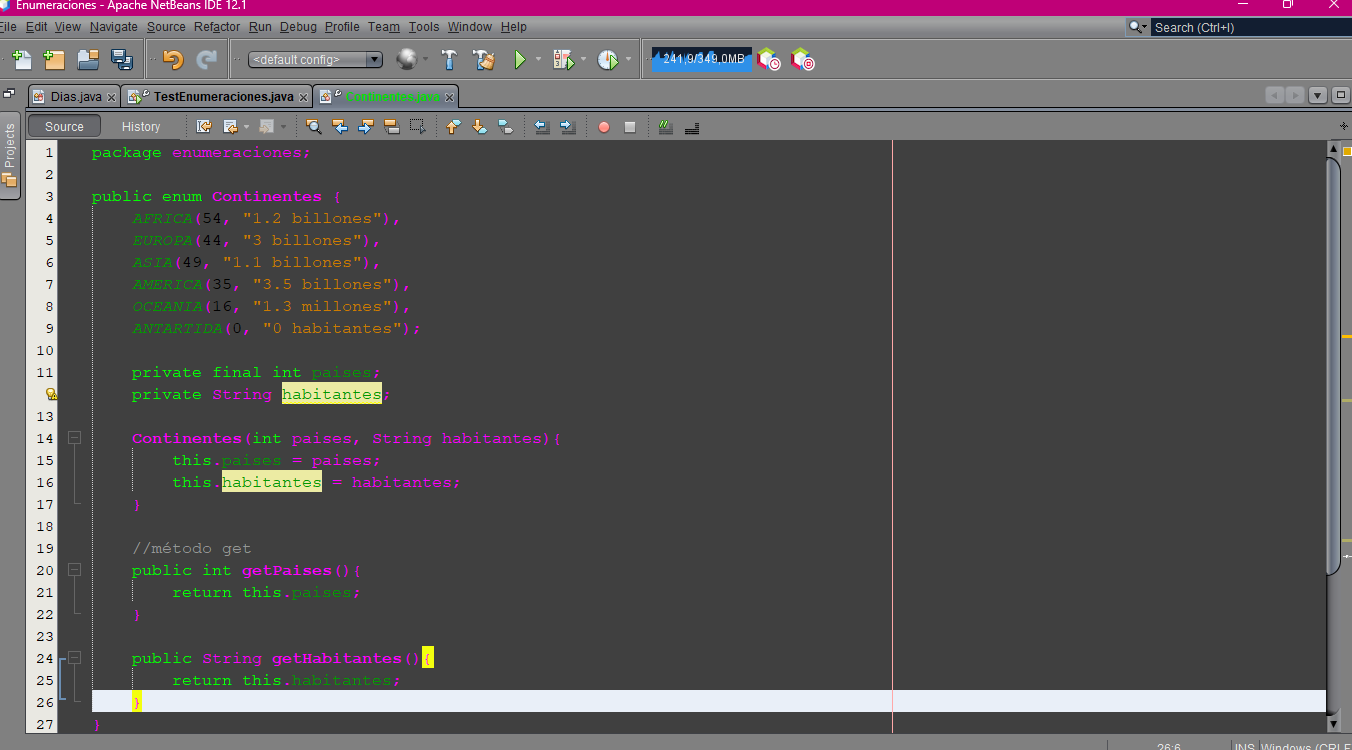 Enumeraciones - Apache NetBeans IDE 12.1
File Edit View Navigate Source Refactor Run Debug Profile Team Tools Window Help
Search (Ctrl+I)
<default config>
241,9/349,0MB
Dias.java
TestEnumeraciones.java
Continentes.java
Projects
Source
History
1 package enumeraciones;
2
3 public enum Continentes {
4 AFRICA(54, "1.2 billones"),
5 EUROPA(44, "3 billones"),
6 ASIA(49, "1.1 billones"),
7 AMERICA(35, "3.5 billones"),
8 OCEANIA(16, "1.3 millones"),
9 ANTARTIDA(0, "0 habitantes");
10
11 private final int paises;
private String habitantes;
13
14 Continentes(int paises, String habitantes){
15 this.paises = paises;
16 this.habitantes = habitantes;
17 }
18
19 //método get
20 public int getPaises(){
21 return this.paises;
22 }
23
24 public String getHabitantes(){
25 return this.habitantes;
26 }
27 }
26:6
INS
Windows (CRLF